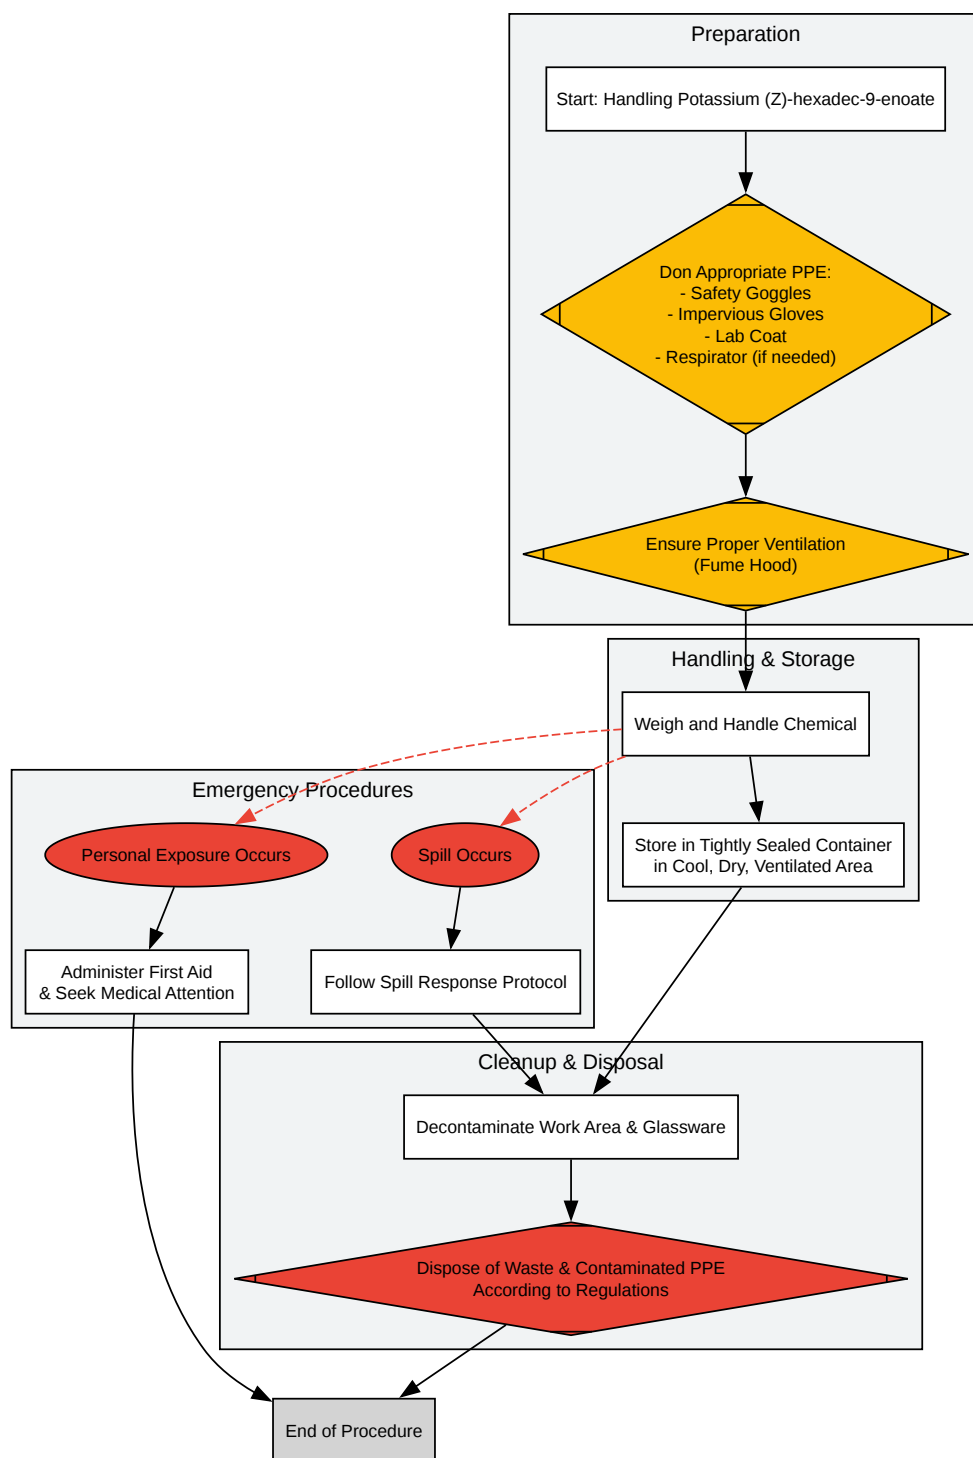 Preparation
Start: Handling Potassium (Z)-hexadec-9-enoate
Don Appropriate PPE:
- Safety Goggles
- Impervious Gloves
- Lab Coat
- Respirator (if needed)
Ensure Proper Ventilation
(Fume Hood)
Handling & Storage
Weigh and Handle Chemical
Store in Tightly Sealed Container
in Cool, Dry, Ventilated Area
Emergency Procedures
Personal Exposure Occurs
Spill Occurs
Administer First Aid
& Seek Medical Attention
Follow Spill Response Protocol
Cleanup & Disposal
Decontaminate Work Area & Glassware
Dispose of Waste & Contaminated PPE
According to Regulations
End of Procedure